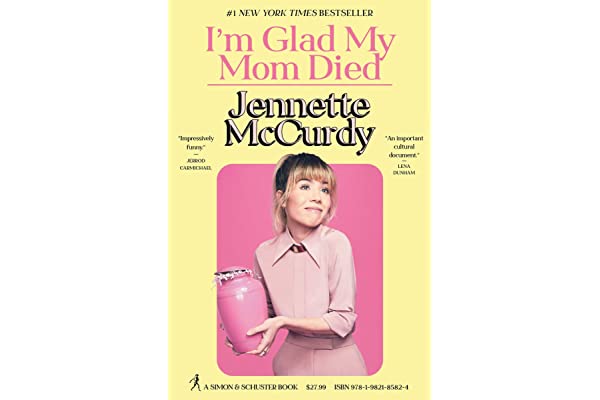 #1 NEW YORK TIMES BESTSELLER
I'm Glad My
Mom Died
Jennette
McCurdy
"Impressively
funny."
—
JERROD
CARMICHAEL
"An important
cultural
document."
—
LENA
DUNHAM
A SIMON & SCHUSTER BOOK $27.99 ISBN 978-1-9821-8582-4